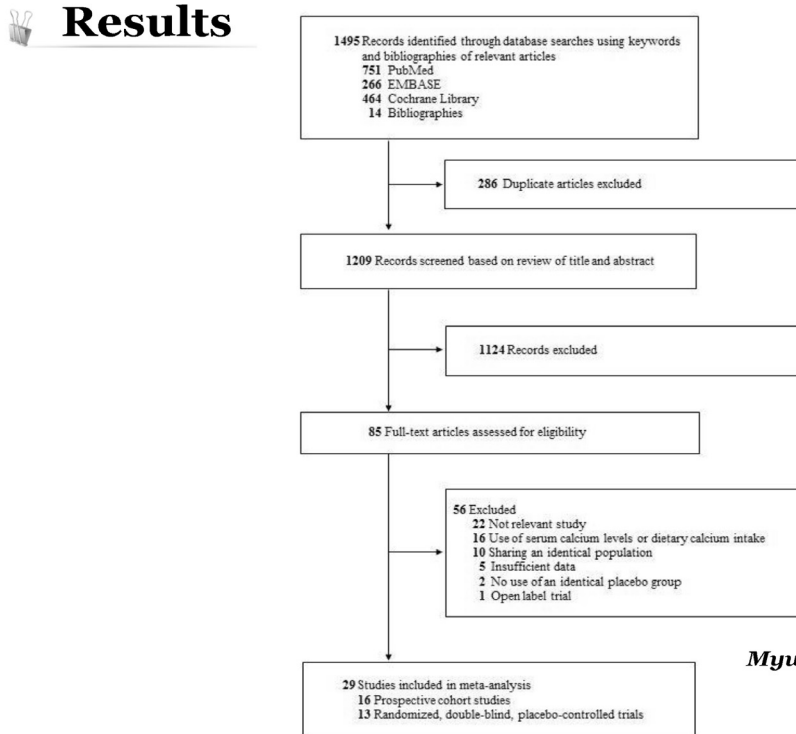 Results
1495 Records identified through database searches using keywords
and bibliographies of relevant articles
751 PubMed
266 EMBASE
464 Cochrane Library
14 Bibliographies
286 Duplicate articles excluded
1209 Records screened based on review of title and abstract
1124 Records excluded
85 Full-text articles assessed for eligibility
56 Excluded
22 Not relevant study
16 Use of serum calcium levels or dietary calcium intake
10 Sharing an identical population
5 Insufficient data
2 No use of an identical placebo group
1 Open label trial
Myu
29 Studies included in meta-analysis
16 Prospective cohort studies
13 Randomized, double-blind, placebo-controlled trials